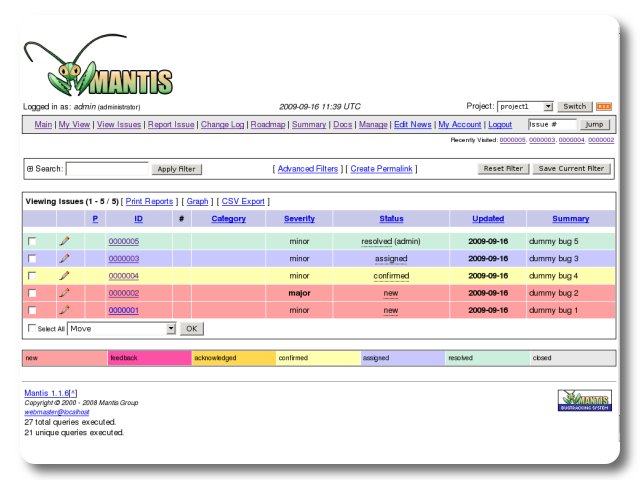 MANTIS
Logged in as: admin (administrator) 2009-09-16 11:39 UTC Project: project1 Switch
Main | My View | View Issues | Report Issue | Change Log | Roadmap | Summary | Docs | Manage | Edit News | My Account | Logout Issue # Jump
Recently Visited: 0000005, 0000003, 0000004, 0000002
Search: Apply Filter [ Advanced Filters ] [ Create Permalink ] Reset Filter Save Current Filter
Viewing Issues (1 - 5 / 5) [ Print Reports ] [ Graph ] [ CSV Export ]
P ID # Category Severity Status Updated Summary
0000005 minor resolved (admin) 2009-09-16 dummy bug 5
0000003 minor assigned 2009-09-16 dummy bug 3
0000004 minor confirmed 2009-09-16 dummy bug 4
0000002 major new 2009-09-16 dummy bug 2
0000001 minor new 2009-09-16 dummy bug 1
Select All Move OK
new feedback acknowledged confirmed assigned resolved closed
Mantis 1.1.6[^]
Copyright © 2000 - 2008 Mantis Group
webmaster@localhost
27 total queries executed.
21 unique queries executed.
MANTIS
BUGTRACKING SYSTEM